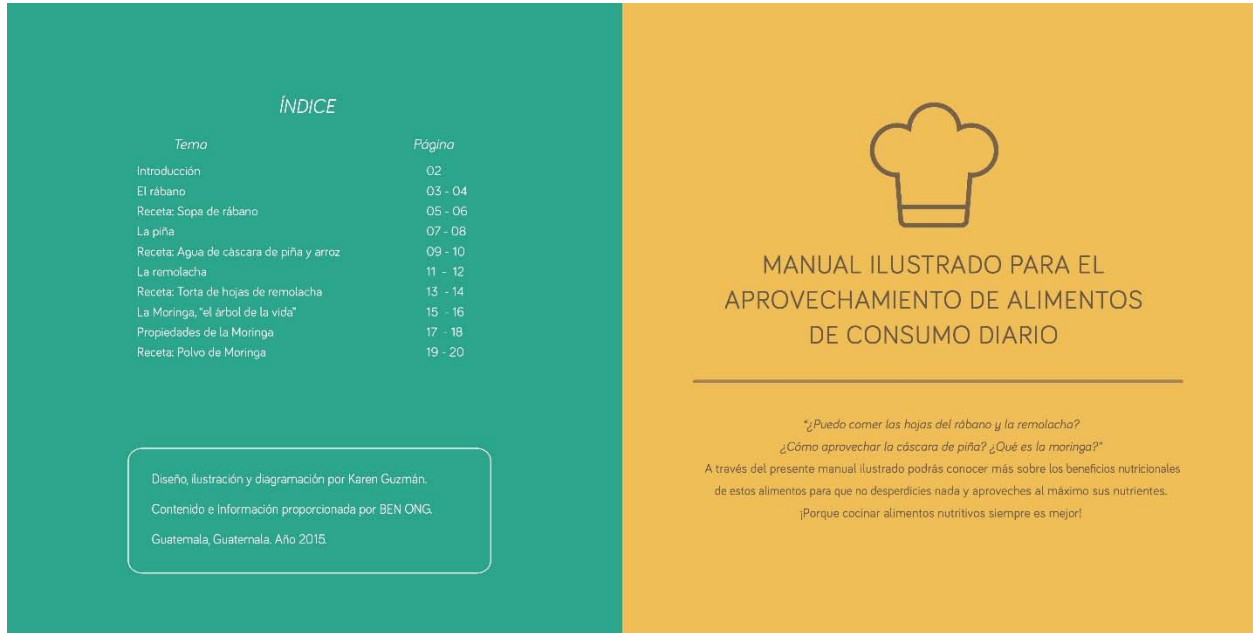 ÍNDICE
Tema Página
Introducción 02
El rábano 03 - 04
Receta: Sopa de rábano 05 - 06
La piña 07 - 08
Receta: Agua de cáscara de piña y arroz 09 - 10
La remolacha 11 - 12
Receta: Torta de hojas de remolacha 13 - 14
La Moringa, "el árbol de la vida" 15 - 16
Propiedades de la Moringa 17 - 18
Receta: Polvo de Moringa 19 - 20
Diseño, ilustración y diagramación por Karen Guzmán.
Contenido e Información proporcionada por BEN ONG.
Guatemala, Guatemala. Año 2015.
MANUAL ILUSTRADO PARA EL
APROVECHAMIENTO DE ALIMENTOS
DE CONSUMO DIARIO
"¿Puedo comer las hojas del rábano y la remolacha?
¿Cómo aprovechar la cáscara de piña? ¿Qué es la moringa?"
A través del presente manual ilustrado podrás conocer más sobre los beneficios nutricionales
de estos alimentos para que no desperdicies nada y aproveches al máximo sus nutrientes.
¡Porque cocinar alimentos nutritivos siempre es mejor!